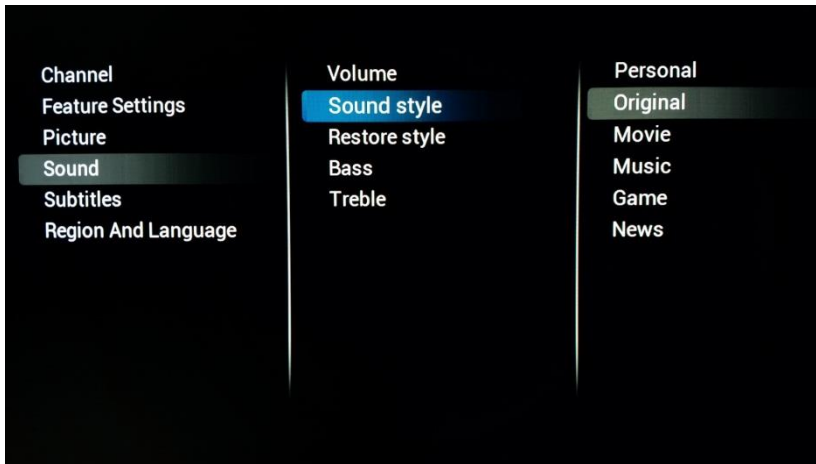 Channel
Feature Settings
Picture
Sound
Subtitles
Region And Language
Volume
Sound style
Restore style
Bass
Treble
Personal
Original
Movie
Music
Game
News